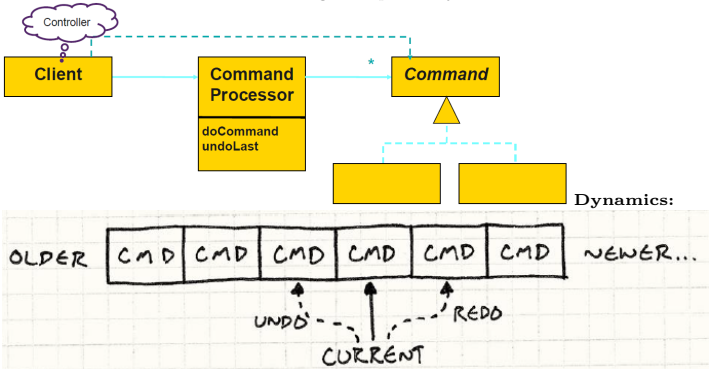 Controller
Client
Command
Processor
*
Command
doCommand
undoLast
Dynamics:
OLDER
CMD
CMD
CMD
CMD
CMD
CMD
NEWER...
UNDO
REDO
CURRENT